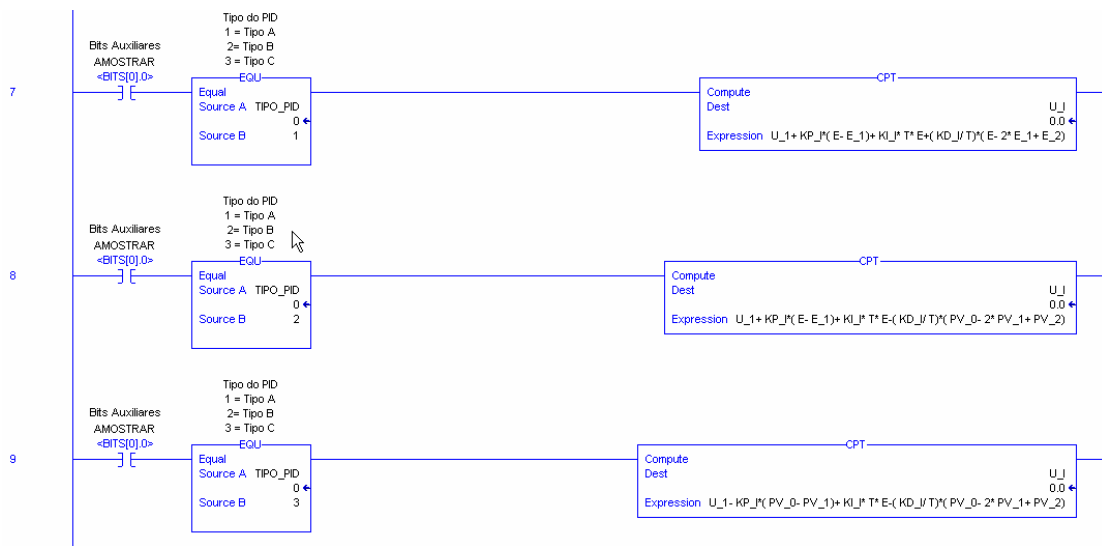 Tipo do PID
1 = Tipo A
2= Tipo B
3 = Tipo C
Bits Auxiliares
AMOSTRAR
<BITS[0].0>
EQU
CPT
7
Equal
Source A TIPO_PID
0
Source B 1
Compute
Dest U_I
0.0
Expression U_1+ KP_I*( E- E_1)+ KI_I* T* E+( KD_I/ T)*( E- 2* E_1+ E_2)
Tipo do PID
1 = Tipo A
2= Tipo B
3 = Tipo C
Bits Auxiliares
AMOSTRAR
<BITS[0].0>
EQU
CPT
8
Equal
Source A TIPO_PID
0
Source B 2
Compute
Dest U_I
0.0
Expression U_1+ KP_I*( E- E_1)+ KI_I* T* E-( KD_I/ T)*( PV_0- 2* PV_1+ PV_2)
Tipo do PID
1 = Tipo A
2= Tipo B
3 = Tipo C
Bits Auxiliares
AMOSTRAR
<BITS[0].0>
EQU
CPT
9
Equal
Source A TIPO_PID
0
Source B 3
Compute
Dest U_I
0.0
Expression U_1- KP_I*( PV_0- PV_1)+ KI_I* T* E-( KD_I/ T)*( PV_0- 2* PV_1+ PV_2)